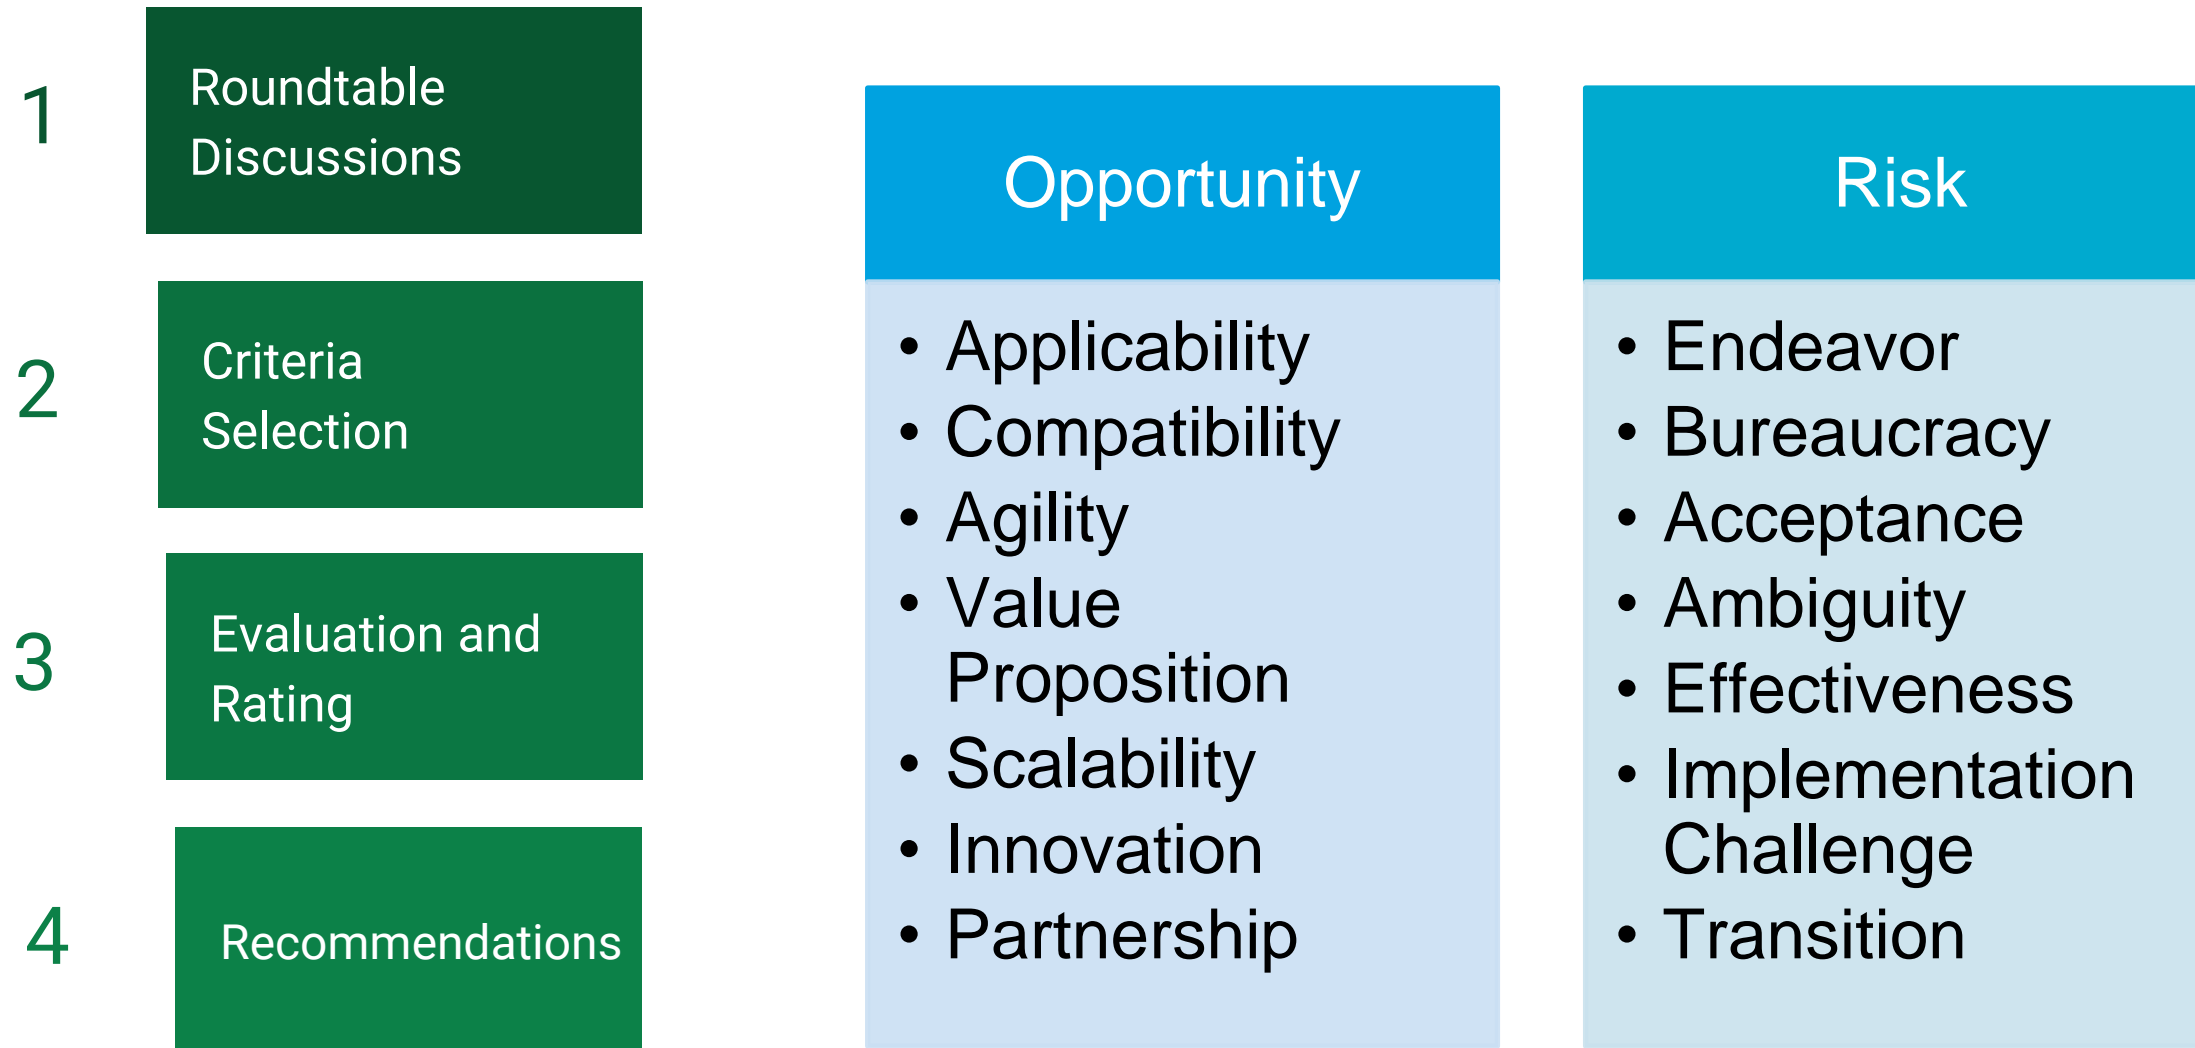 1
Roundtable
Discussions
2
Criteria
Selection
3
Evaluation and
Rating
4
Recommendations
Opportunity
• Applicability
• Compatibility
• Agility
• Value
Proposition
• Scalability
• Innovation
• Partnership
Risk
• Endeavor
• Bureaucracy
• Acceptance
• Ambiguity
• Effectiveness
• Implementation
Challenge
• Transition